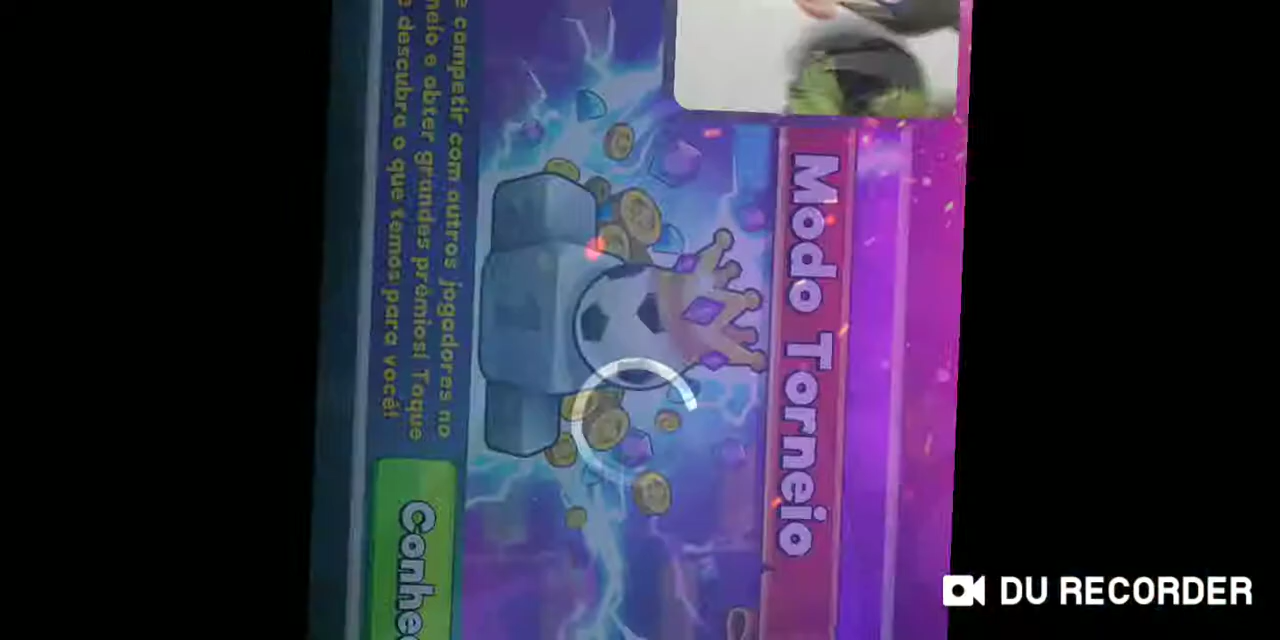 Modo Torneio
e competir com outros jogadores no
neio e obter grandes prêmios! Toque
e descubra o que temos para você!
Conhe
DU RECORDER